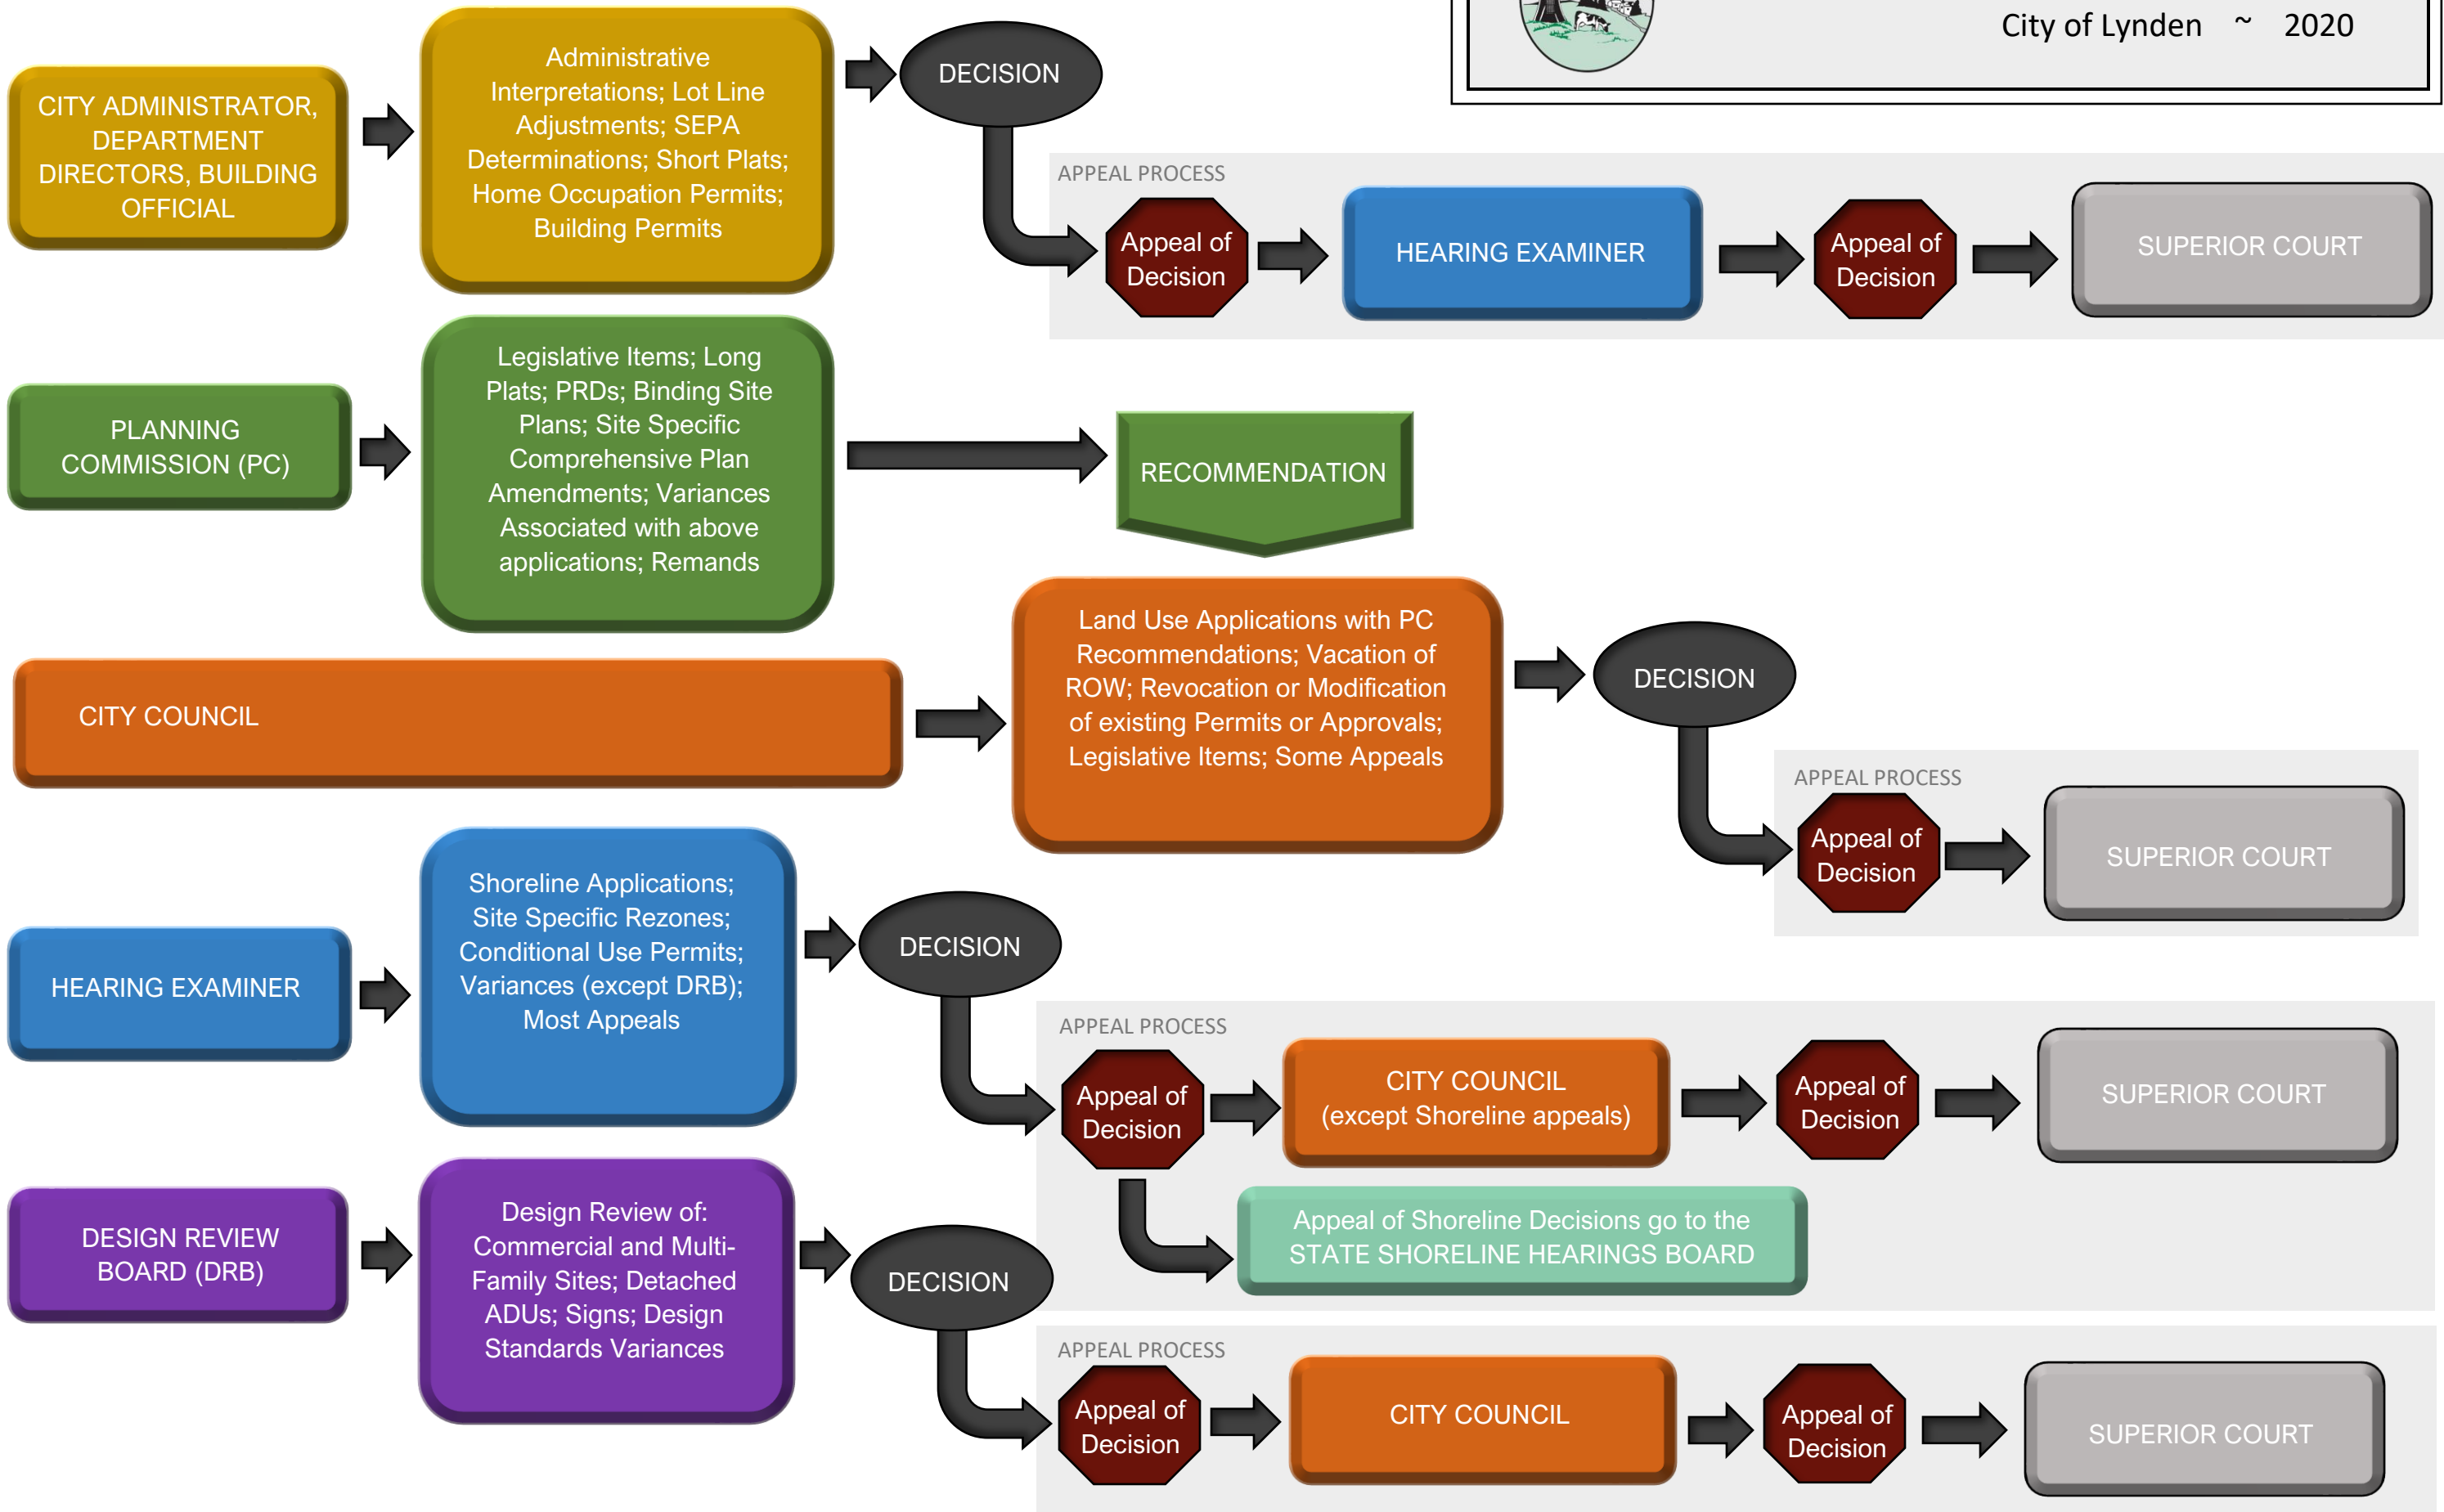 City of Lynden ~ 2020
CITY ADMINISTRATOR,
DEPARTMENT
DIRECTORS, BUILDING
OFFICIAL
Administrative
Interpretations; Lot Line
Adjustments; SEPA
Determinations; Short Plats;
Home Occupation Permits;
Building Permits
DECISION
APPEAL PROCESS
Appeal of
Decision
HEARING EXAMINER
Appeal of
Decision
SUPERIOR COURT
PLANNING
COMMISSION (PC)
Legislative Items; Long
Plats; PRDs; Binding Site
Plans; Site Specific
Comprehensive Plan
Amendments; Variances
Associated with above
applications; Remands
RECOMMENDATION
CITY COUNCIL
Land Use Applications with PC
Recommendations; Vacation of
ROW; Revocation or Modification
of existing Permits or Approvals;
Legislative Items; Some Appeals
DECISION
APPEAL PROCESS
Appeal of
Decision
SUPERIOR COURT
HEARING EXAMINER
Shoreline Applications;
Site Specific Rezones;
Conditional Use Permits;
Variances (except DRB);
Most Appeals
DECISION
APPEAL PROCESS
Appeal of
Decision
CITY COUNCIL
(except Shoreline appeals)
Appeal of
Decision
SUPERIOR COURT
Appeal of Shoreline Decisions go to the
STATE SHORELINE HEARINGS BOARD
DESIGN REVIEW
BOARD (DRB)
Design Review of:
Commercial and Multi-
Family Sites; Detached
ADUs; Signs; Design
Standards Variances
DECISION
APPEAL PROCESS
Appeal of
Decision
CITY COUNCIL
Appeal of
Decision
SUPERIOR COURT